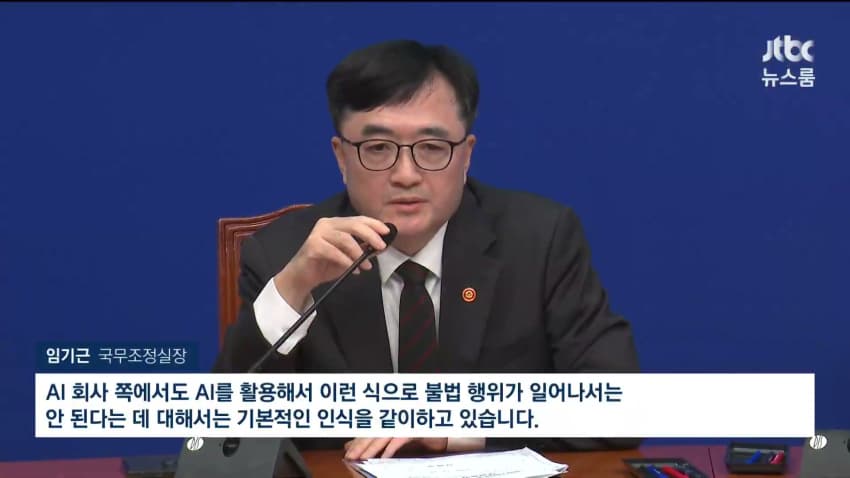 jtbc
뉴스룸
임기근 국무조정실장
AI 회사 쪽에서도 AI를 활용해서 이런 식으로 불법 행위가 일어나서는
안 된다는 데 대해서는 기본적인 인식을 같이하고 있습니다.